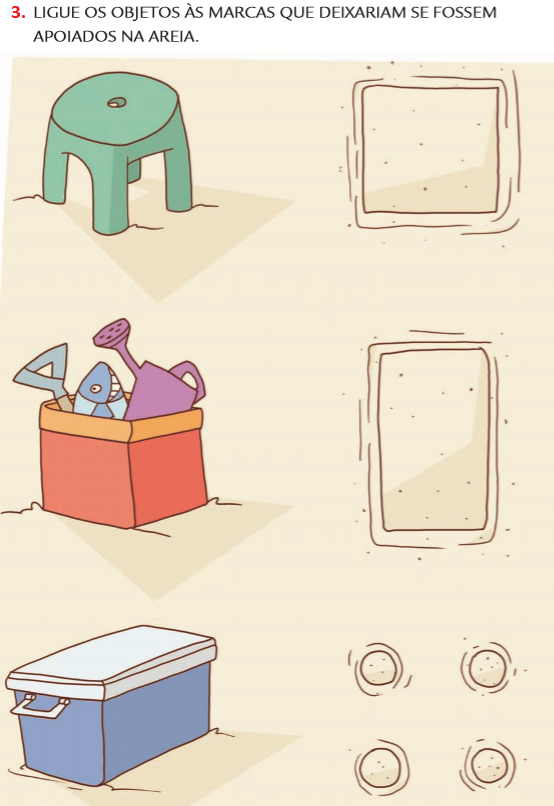 3. LIGUE OS OBJETOS ÀS MARCAS QUE DEIXARIAM SE FOSSEM
APOIADOS NA AREIA.